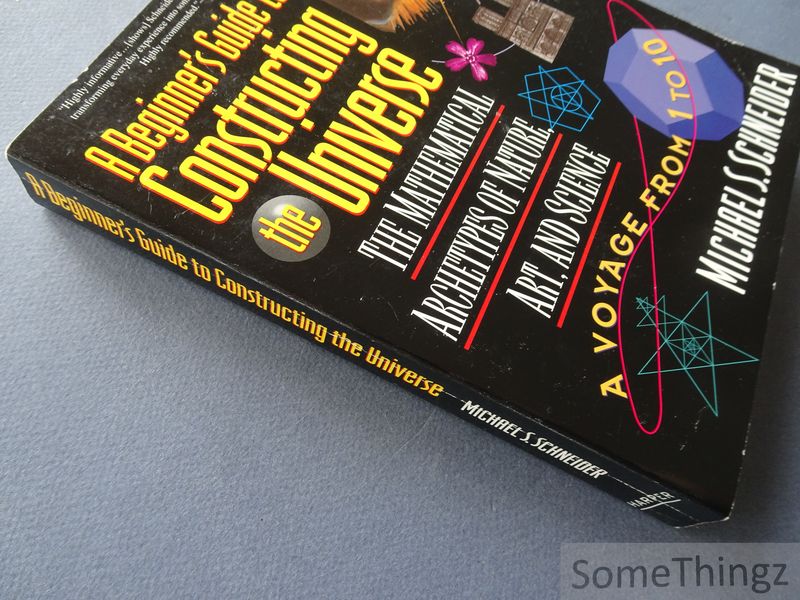 "Highly informative...[shows] Schneide
transforming everyday experience into som
Highly recommended."
A Beginner's Guide to
Constructing
the Universe
THE MATHEMATICAL
ARCHETYPES OF NATURE,
ART, AND SCIENCE
A VOYAGE FROM 1 TO 10
MICHAEL S. SCHNEIDER
A Beginner's Guide to Constructing the Universe MICHAEL S. SCHNEIDER HARPER
SomeThingz